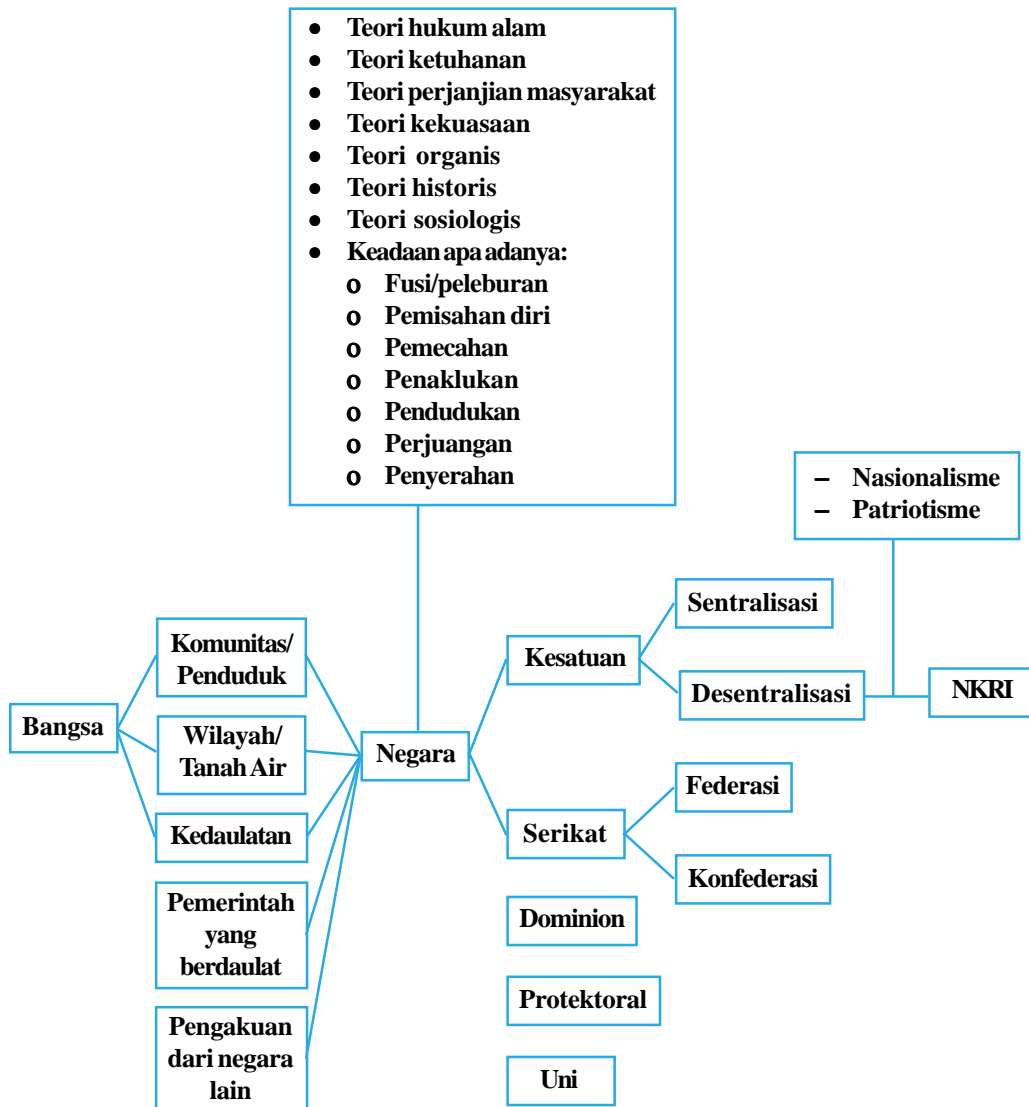 • Teori hukum alam
• Teori ketuhanan
• Teori perjanjian masyarakat
• Teori kekuasaan
• Teori organis
• Teori historis
• Teori sosiologis
• Keadaan apa adanya:
o Fusi/peleburan
o Pemisahan diri
o Pemecahan
o Penaklukan
o Pendudukan
o Perjuangan
o Penyerahan
– Nasionalisme
– Patriotisme
Bangsa
Komunitas/
Penduduk
Wilayah/
Tanah Air
Kedaulatan
Pemerintah
yang
berdaulat
Pengakuan
dari negara
lain
Negara
Kesatuan
Sentralisasi
Desentralisasi
NKRI
Serikat
Federasi
Konfederasi
Dominion
Protektoral
Uni